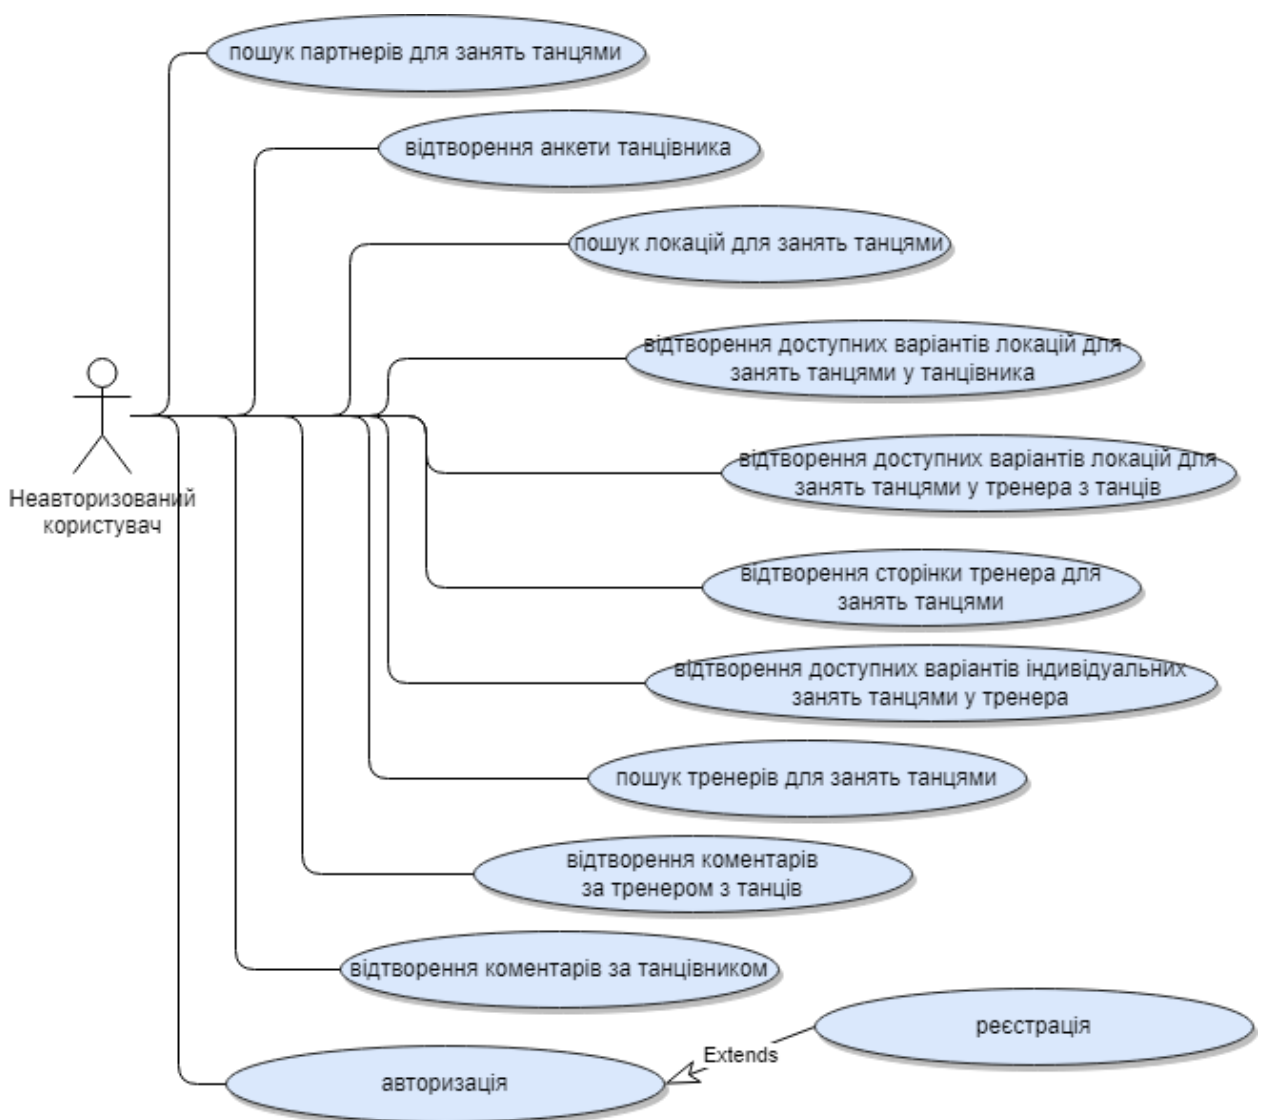 пошук партнерів для занять танцями
відтворення анкети танцівника
пошук локацій для занять танцями
відтворення доступних варіантів локацій для
занять танцями у танцівника
Неавторизований
користувач
відтворення доступних варіантів локацій для
занять танцями у тренера з танців
відтворення сторінки тренера для
занять танцями
відтворення доступних варіантів індивідуальних
занять танцями у тренера
пошук тренерів для занять танцями
відтворення коментарів
за тренером з танців
відтворення коментарів за танцівником
реєстрація
Extends
авторизація